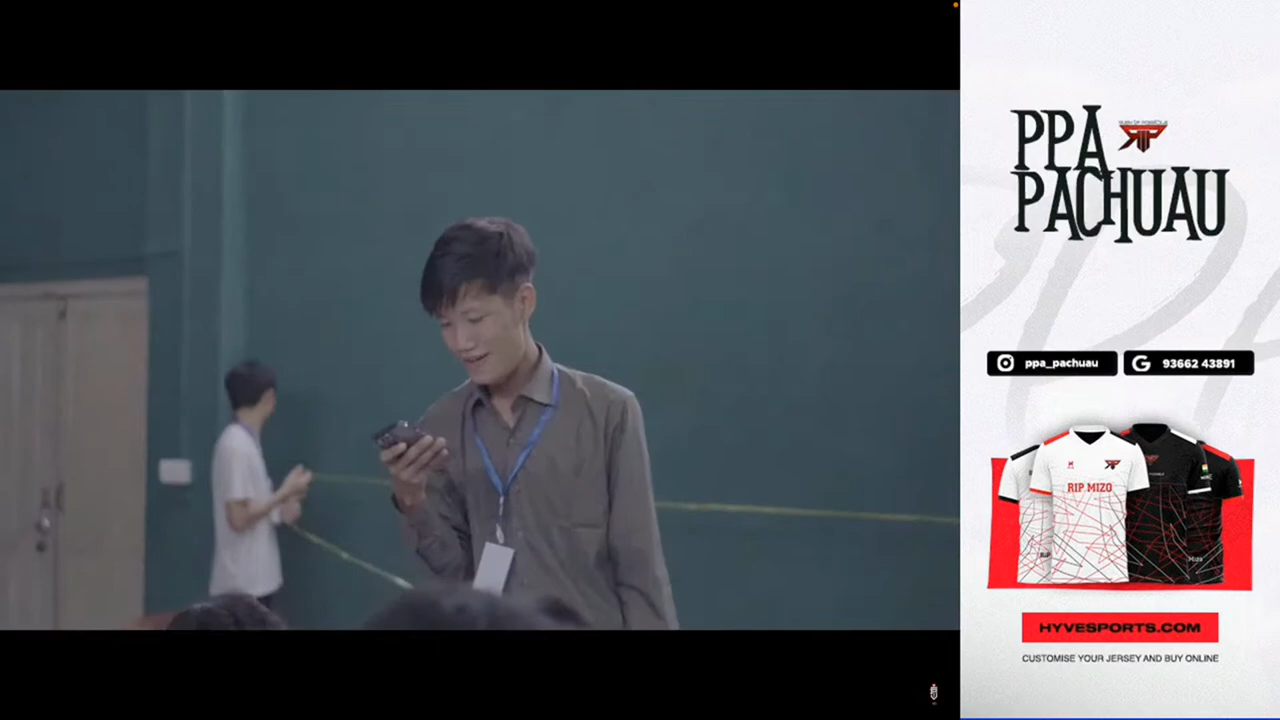 PPA
PACHUAU
ppa_pachuau
93662 43891
RIP MIZO
HYVESPORTS.COM
CUSTOMISE YOUR JERSEY AND BUY ONLINE